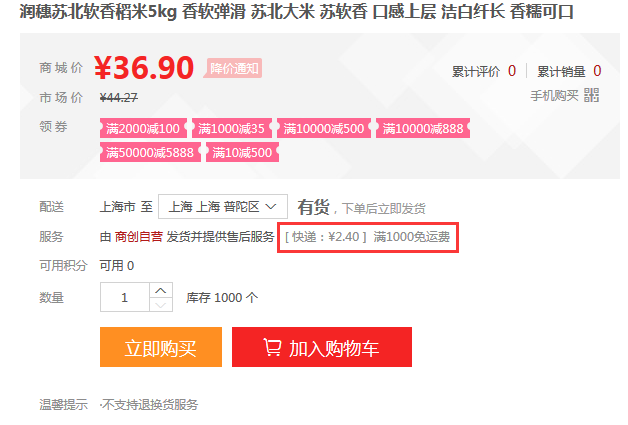 润穗苏北软香稻米5kg 香软弹滑 苏北大米 苏软香 口感上层 洁白纤长 香糯可口
商城价 ¥36.90 降价通知 累计评价 0 累计销量 0
市场价 ¥44.27 手机购买
领券 满2000减100 满1000减35 满10000减500 满10000减888
满50000减5888 满10减500
配送 上海市 至 上海 上海 普陀区 有货，下单后立即发货
服务 由 商创自营 发货并提供售后服务 [ 快递：¥2.40 ] 满1000免运费
可用积分 可用 0
数量 1 库存 1000 个
立即购买 加入购物车
温馨提示 ·不支持退换货服务